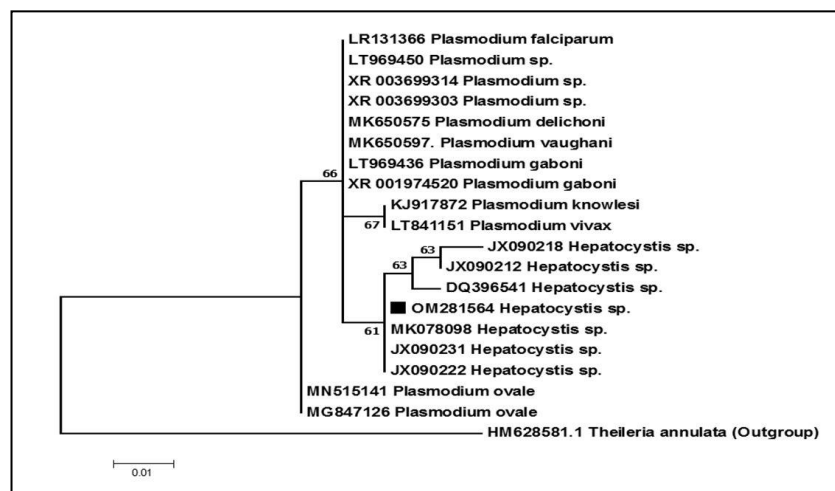 LR131366 Plasmodium falciparum
LT969450 Plasmodium sp.
XR 003699314 Plasmodium sp.
XR 003699303 Plasmodium sp.
MK650575 Plasmodium delichoni
MK650597. Plasmodium vaughani
LT969436 Plasmodium gaboni
66
XR 001974520 Plasmodium gaboni
KJ917872 Plasmodium knowlesi
67
LT841151 Plasmodium vivax
63
JX090218 Hepatocystis sp.
63
JX090212 Hepatocystis sp.
DQ396541 Hepatocystis sp.
OM281564 Hepatocystis sp.
61
MK078098 Hepatocystis sp.
JX090231 Hepatocystis sp.
JX090222 Hepatocystis sp.
MN515141 Plasmodium ovale
MG847126 Plasmodium ovale
HM628581.1 Theileria annulata (Outgroup)
0.01